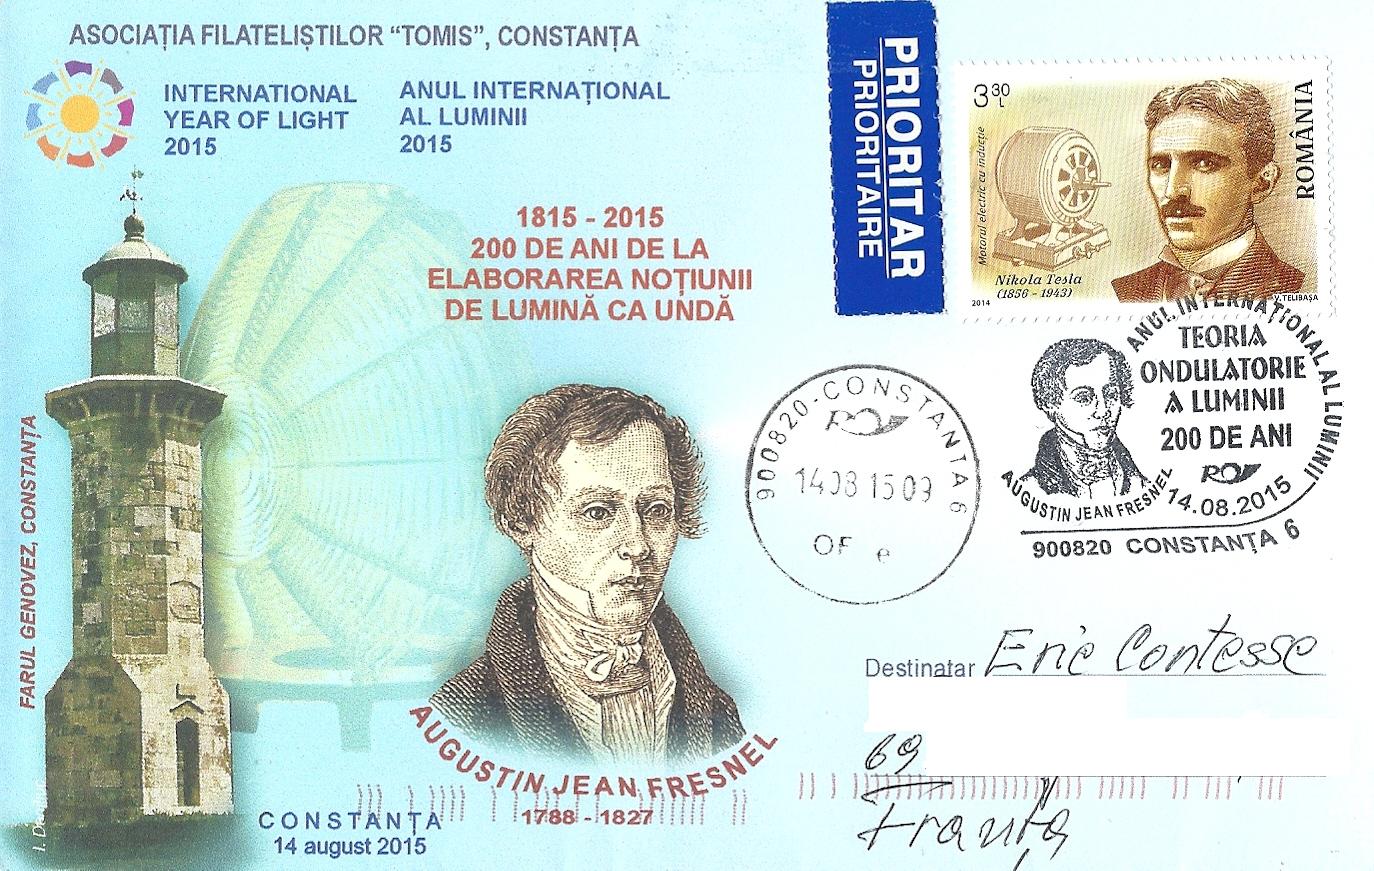 ASOCIAȚIA FILATELIȘTILOR “TOMIS”, CONSTANȚA
INTERNATIONAL
YEAR OF LIGHT
2015
ANUL INTERNAȚIONAL
AL LUMINII
2015
1815 - 2015
200 DE ANI DE LA
ELABORAREA NOȚIUNII
DE LUMINĂ CA UNDĂ
FARUL GENOVEZ, CONSTANȚA
AUGUSTIN JEAN FRESNEL
1788 - 1827
CONSTANȚA
14 august 2015
PRIORITAR
PRIORITAIRE
3 30 L
Motorul electric cu inducție
ROMÂNIA
Nikola Tesla
(1856 - 1943)
2014
V. TELIBAȘA
900820-CONSTANTA 6
14.08 15 09
OF e
ANUL INTERNAȚIONAL AL LUMINII
TEORIA
ONDULATORIE
A LUMINII
200 DE ANI
AUGUSTIN JEAN FRESNEL
14.08.2015
900820 CONSTANȚA 6
Destinatar Eric Contesse
69
Franța